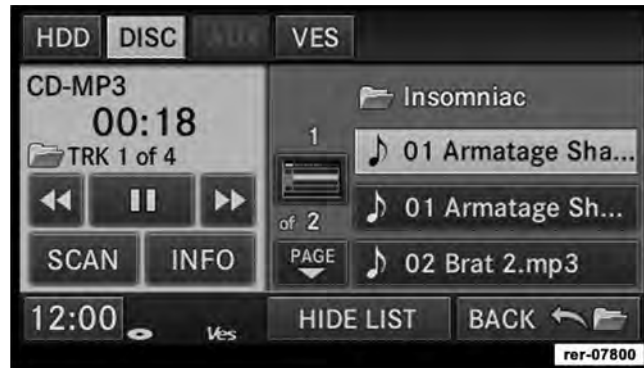 HDD DISC AUX VES
CD-MP3
00:18
TRK 1 of 4
SCAN INFO
Insomniac
1
01 Armatage Sha...
01 Armatage Sh...
of 2
PAGE
02 Brat 2.mp3
12:00 Ves HIDE LIST BACK
rer-07800